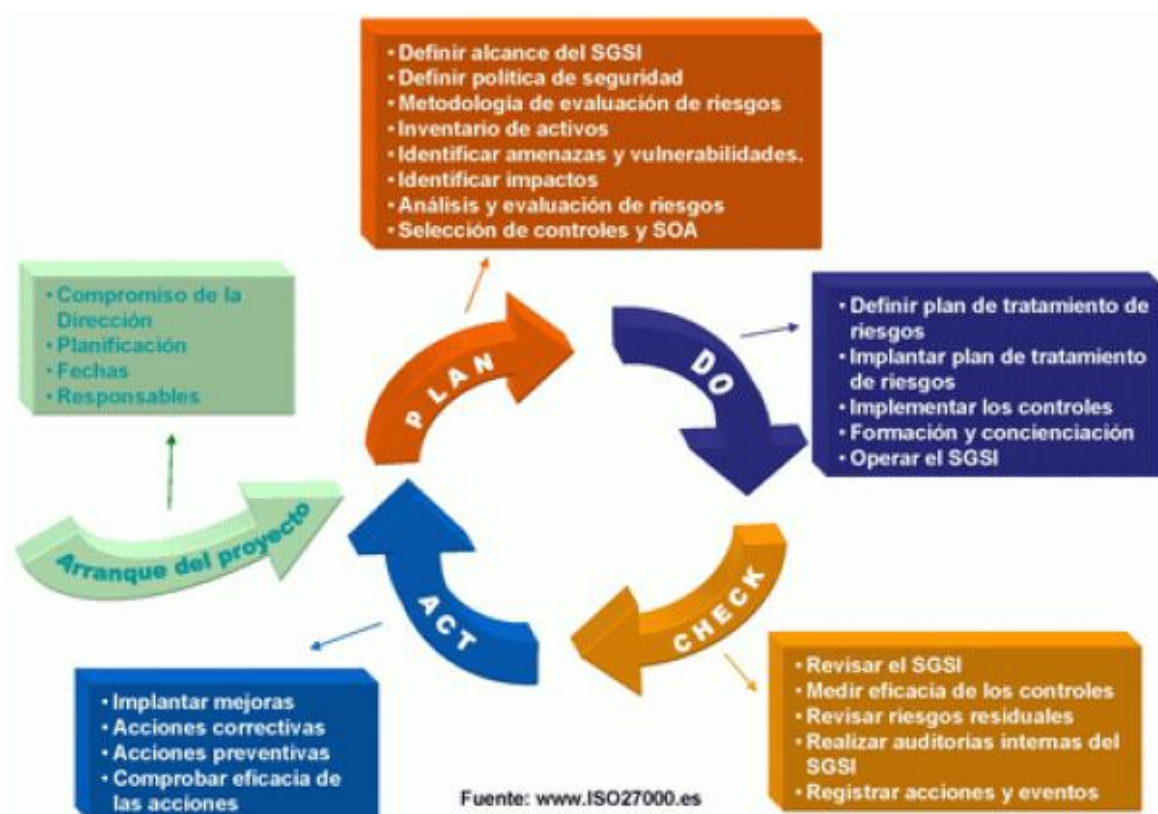 • Definir alcance del SGSI
• Definir política de seguridad
• Metodología de evaluación de riesgos
• Inventario de activos
• Identificar amenazas y vulnerabilidades.
• Identificar impactos
• Análisis y evaluación de riesgos
• Selección de controles y SOA
• Compromiso de la
Dirección
• Planificación
• Fechas
• Responsables
Arranque del proyecto
PLAN
DO
• Definir plan de tratamiento de
riesgos
• Implantar plan de tratamiento
de riesgos
• Implementar los controles
• Formación y concienciación
• Operar el SGSI
CHECK
• Revisar el SGSI
• Medir eficacia de los controles
• Revisar riesgos residuales
• Realizar auditorías internas del
SGSI
• Registrar acciones y eventos
ACT
• Implantar mejoras
• Acciones correctivas
• Acciones preventivas
• Comprobar eficacia de
las acciones
Fuente: www.ISO27000.es